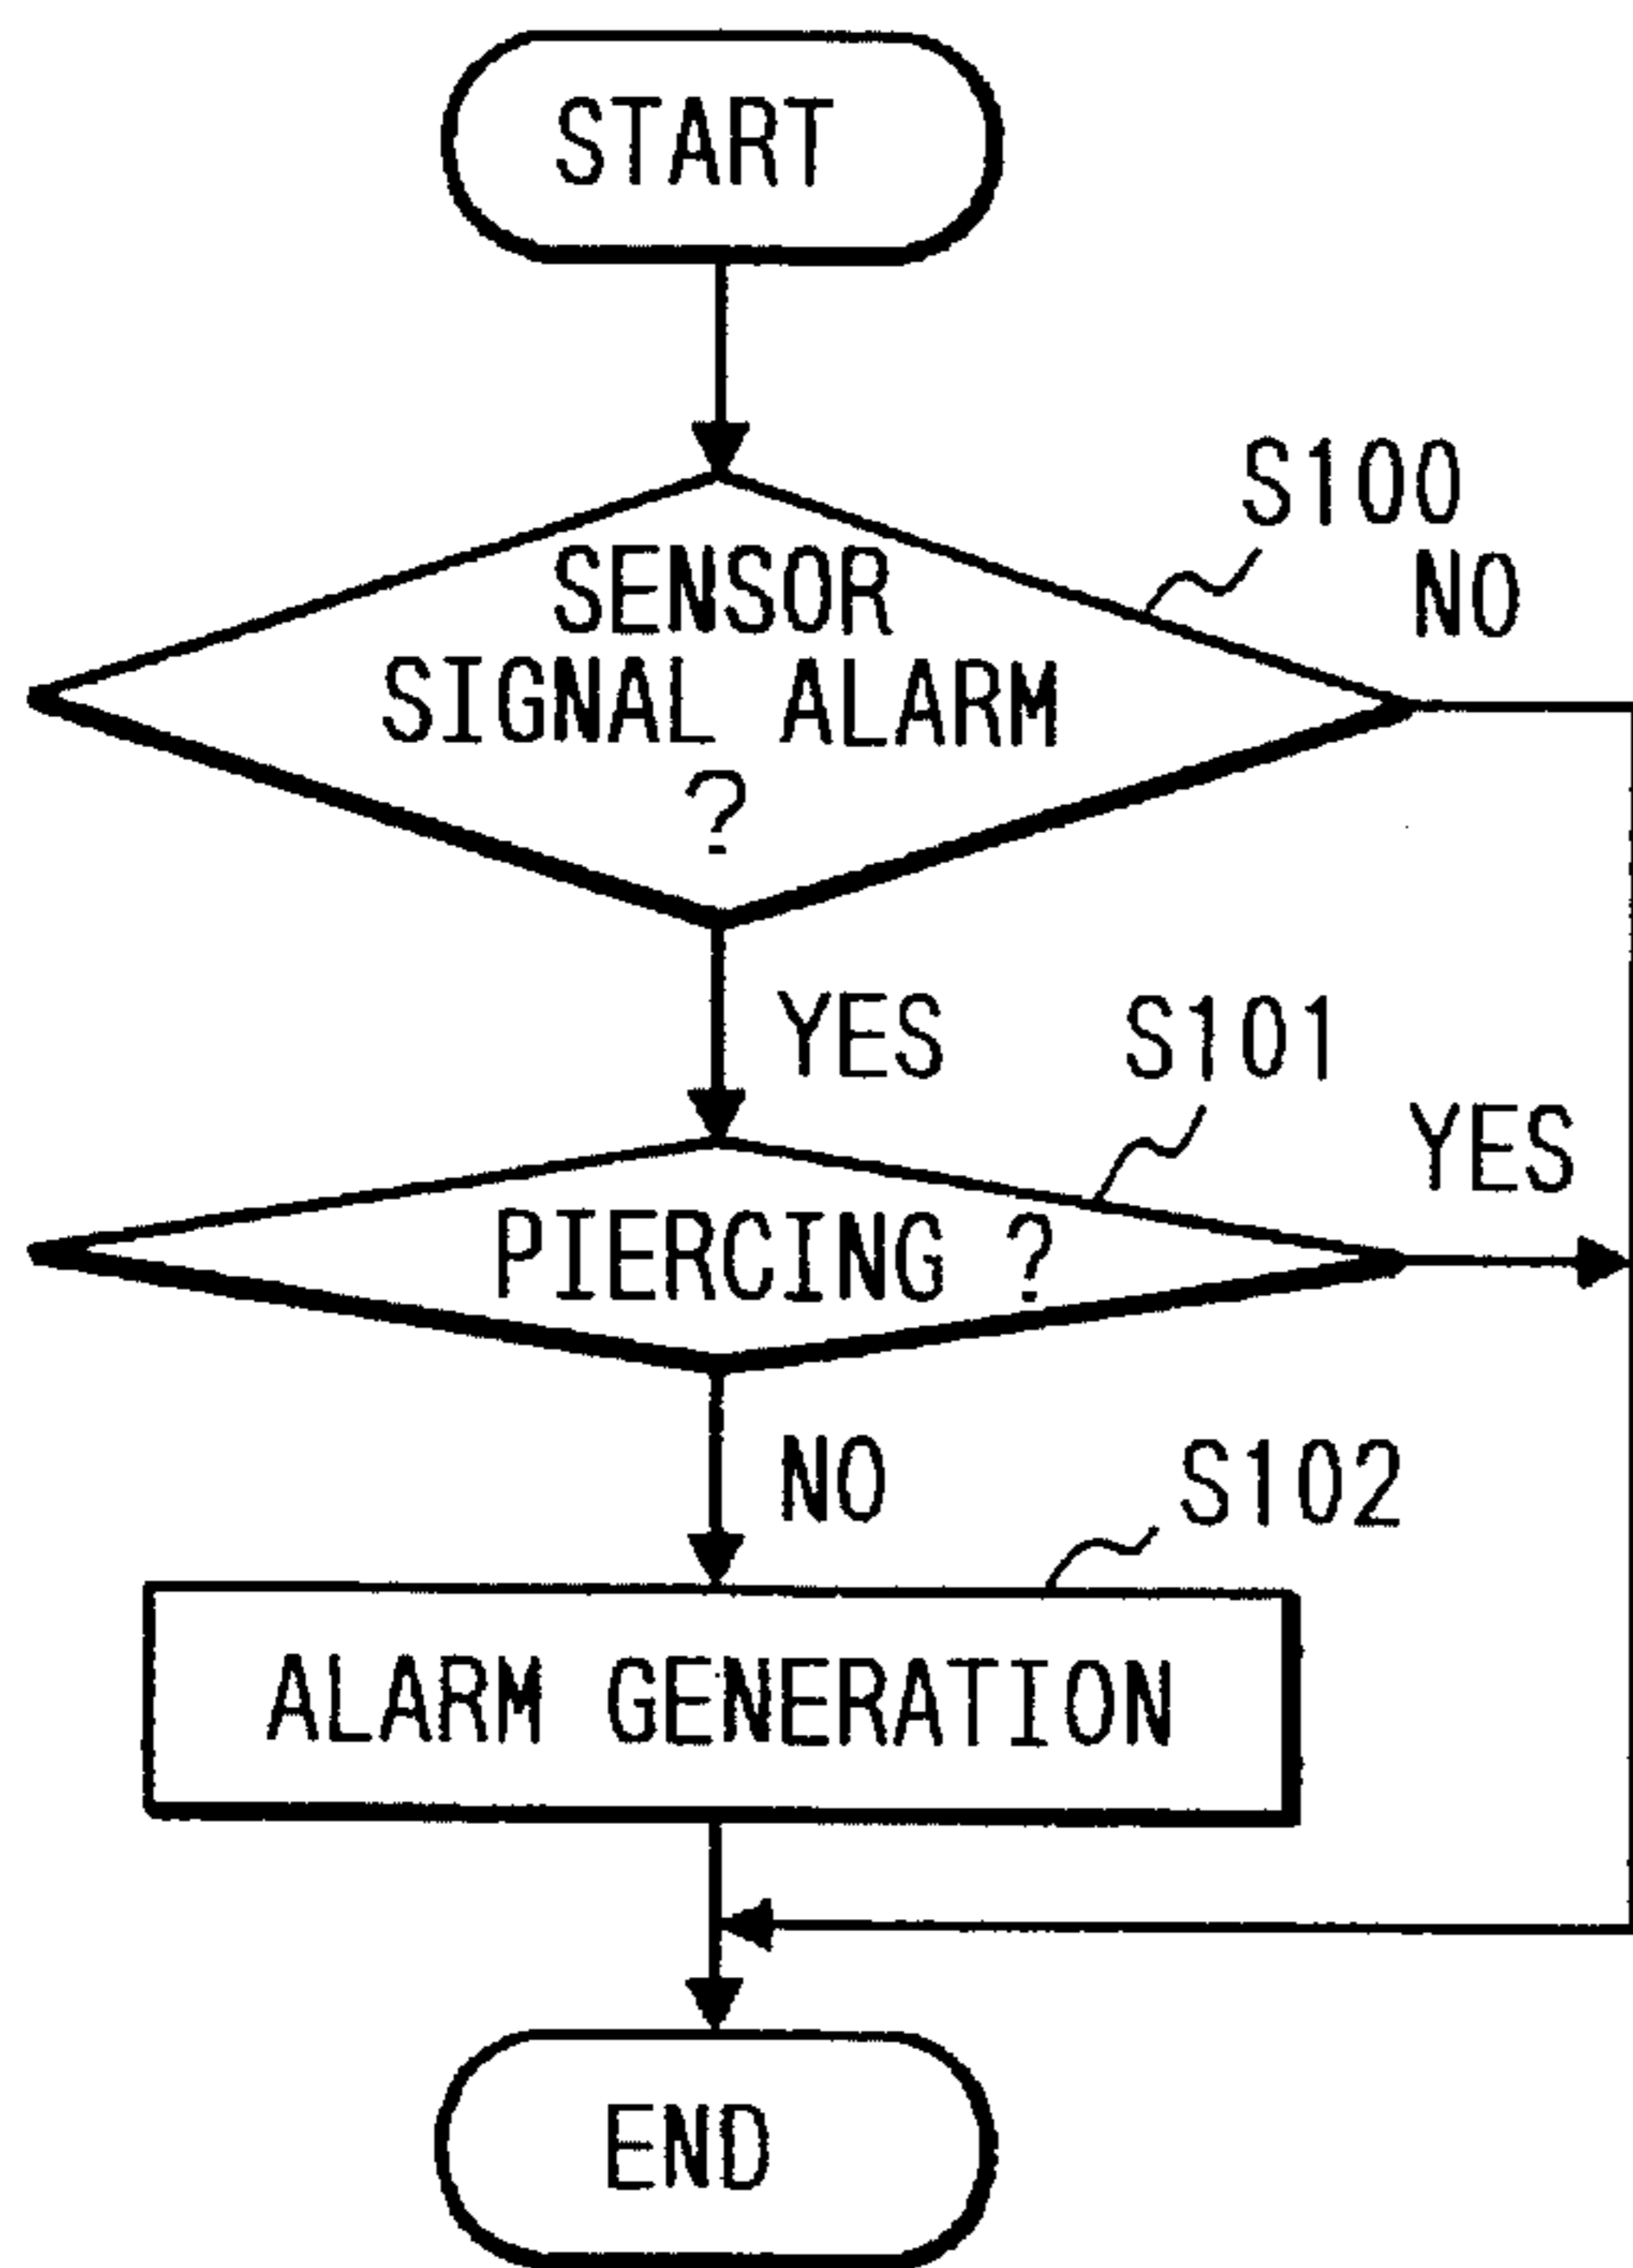 START
S100
NO
SENSOR
SIGNAL ALARM
?
YES
S101
YES
PIERCING ?
NO
S102
ALARM GENERATION
END